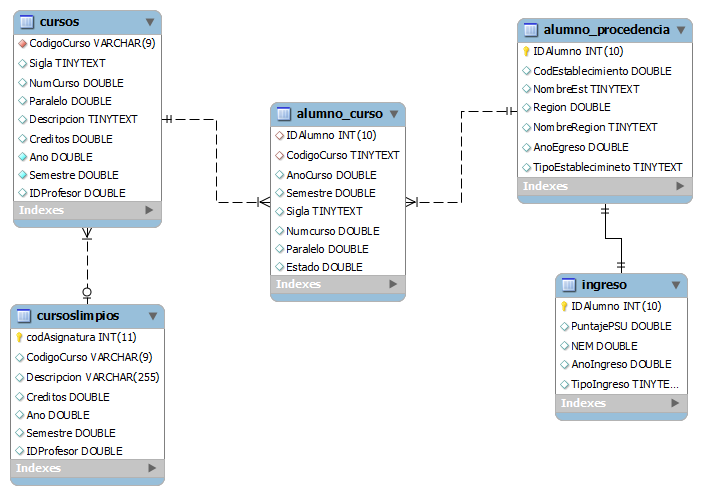 cursos
CodigoCurso VARCHAR(9)
Sigla TINYTEXT
NumCurso DOUBLE
Paralelo DOUBLE
Descripcion TINYTEXT
Creditos DOUBLE
Ano DOUBLE
Semestre DOUBLE
IDProfesor DOUBLE
Indexes
cursoslimpios
codAsignatura INT(11)
CodigoCurso VARCHAR(9)
Descripcion VARCHAR(255)
Creditos DOUBLE
Ano DOUBLE
Semestre DOUBLE
IDProfesor DOUBLE
Indexes
alumno_curso
IDAlumno INT(10)
CodigoCurso TINYTEXT
AnoCurso DOUBLE
Semestre DOUBLE
Sigla TINYTEXT
Numcurso DOUBLE
Paralelo DOUBLE
Estado DOUBLE
Indexes
alumno_procedencia
IDAlumno INT(10)
CodEstablecimiento DOUBLE
NombreEst TINYTEXT
Region DOUBLE
NombreRegion TINYTEXT
AnoEgreso DOUBLE
TipoEstablecimineto TINYTEXT
Indexes
ingreso
IDAlumno INT(10)
PuntajePSU DOUBLE
NEM DOUBLE
AnoIngreso DOUBLE
TipoIngreso TINYTE...
Indexes